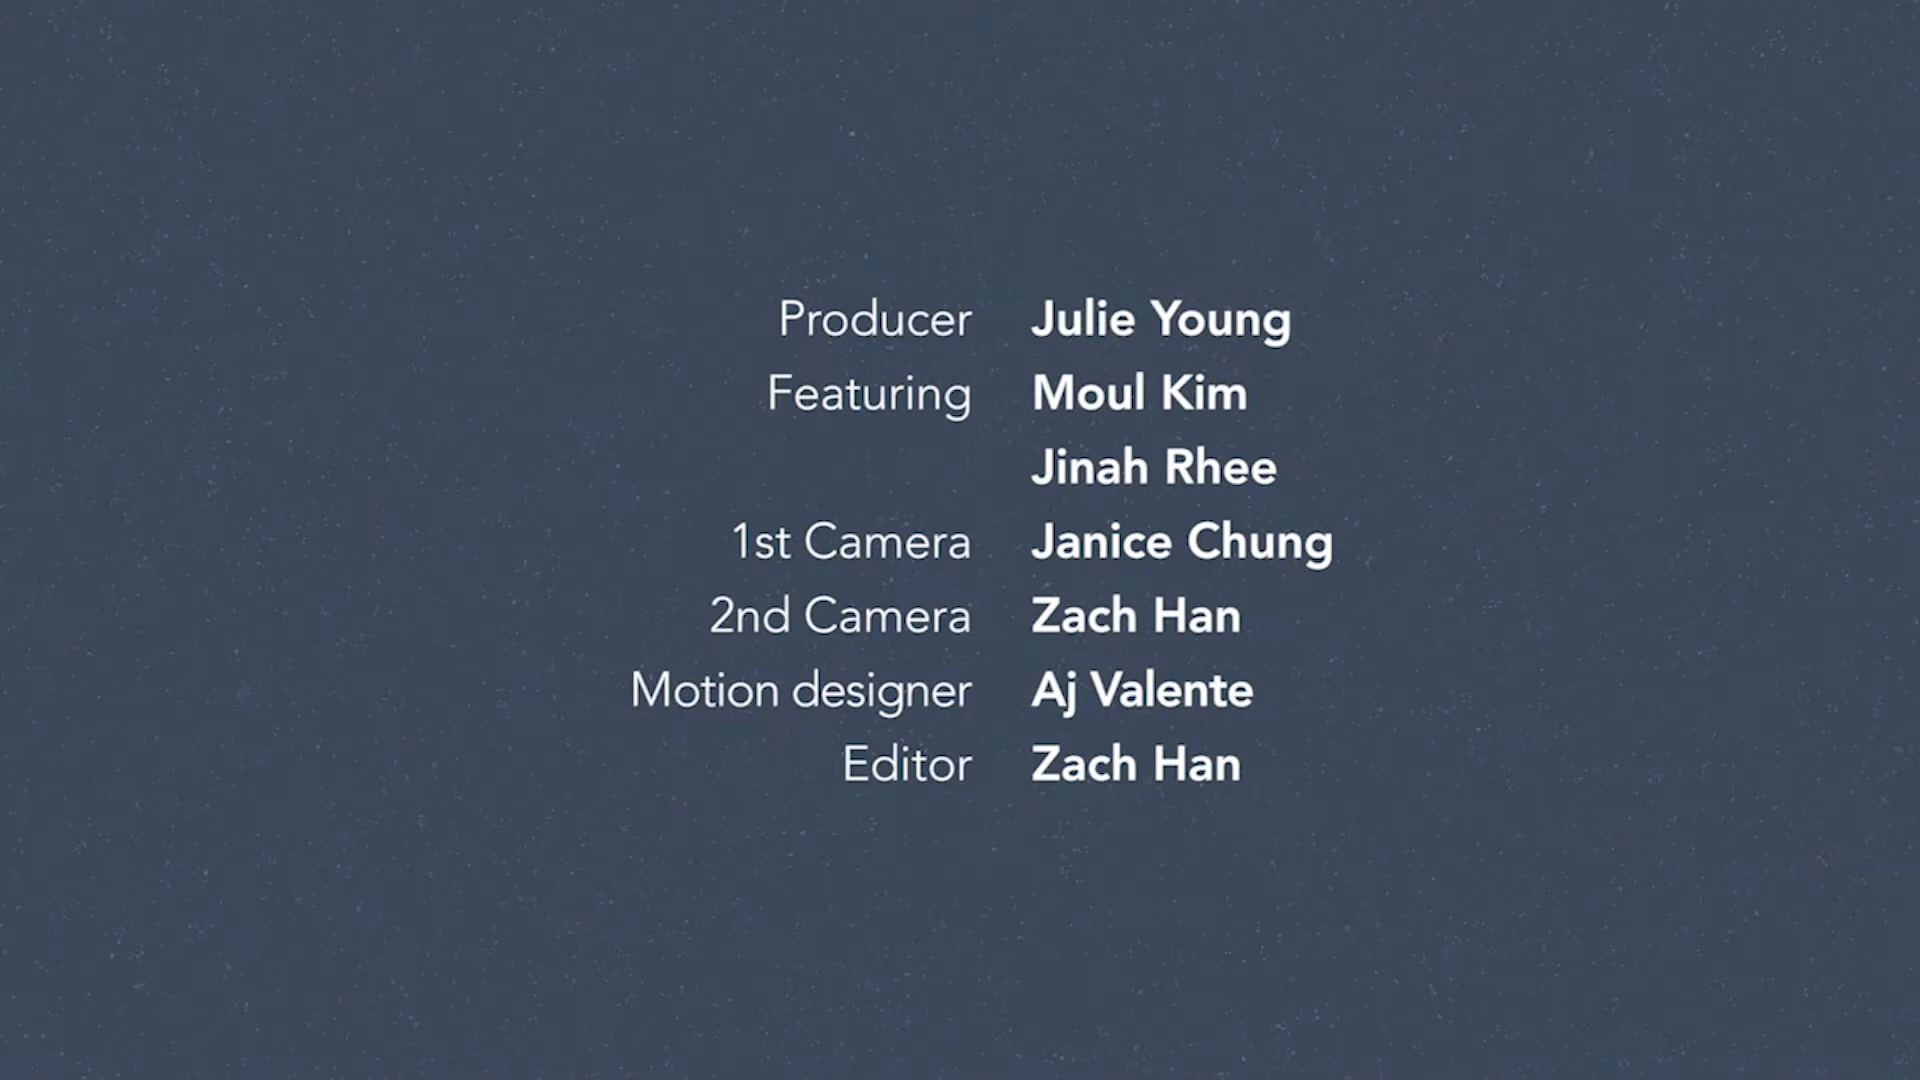 Producer Julie Young
Featuring Moul Kim
Jinah Rhee
1st Camera Janice Chung
2nd Camera Zach Han
Motion designer Aj Valente
Editor Zach Han